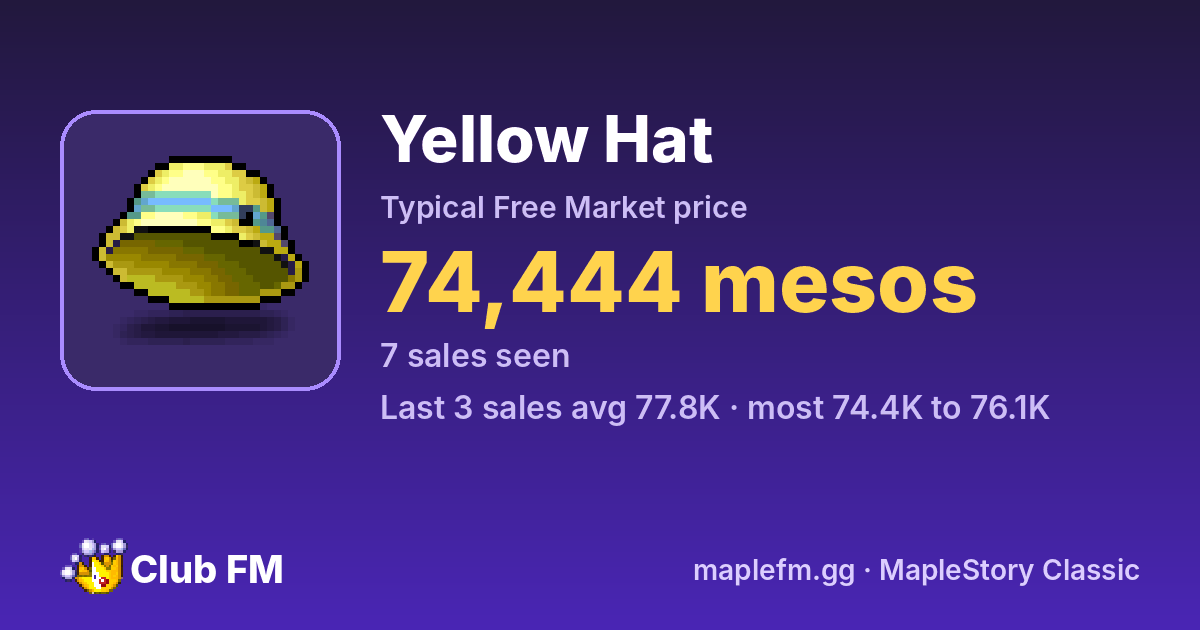 Yellow Hat
Typical Free Market price
74,444 mesos
7 sales seen
Last 3 sales avg 77.8K · most 74.4K to 76.1K
Club FM
maplefm.gg · MapleStory Classic